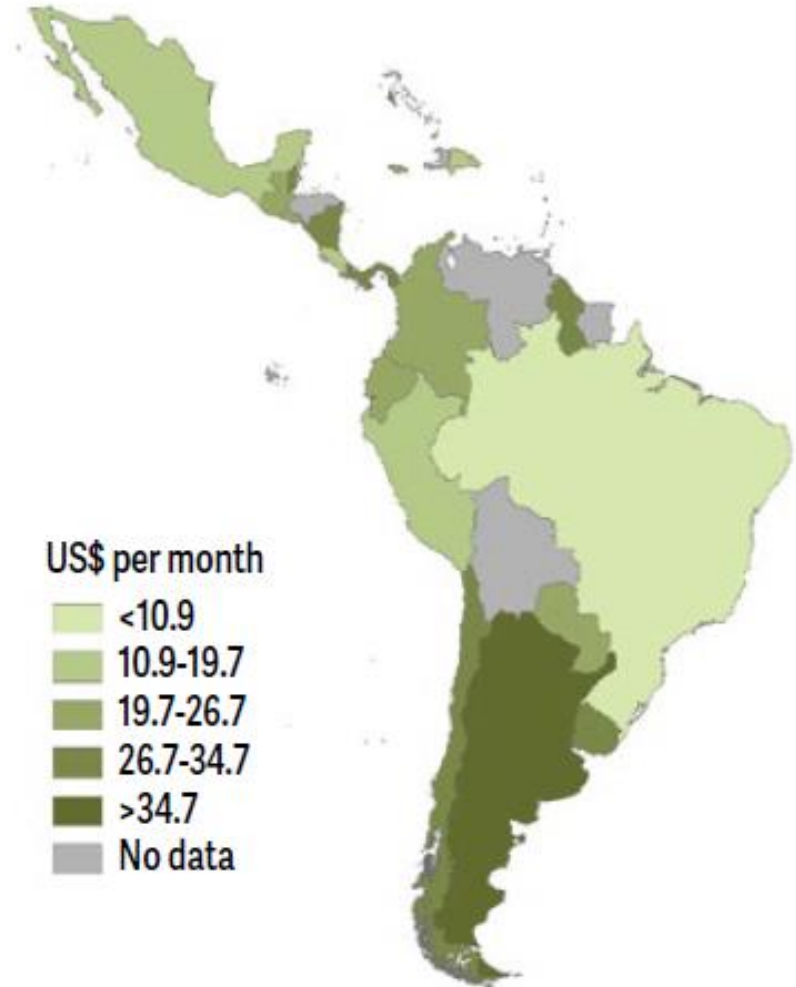 US$ per month
<10.9
10.9-19.7
19.7-26.7
26.7-34.7
>34.7
No data